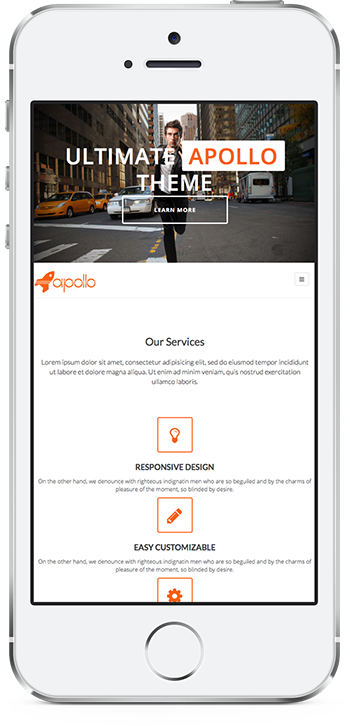 ULTIMATE APOLLO
THEME
LEARN MORE
apollo
Our Services
Lorem ipsum dolor sit amet, consectetur adipisicing elit, sed do eiusmod tempor incididunt
ut labore et dolore magna aliqua. Ut enim ad minim veniam, quis nostrud exercitation
ullamco laboris.
RESPONSIVE DESIGN
On the other hand, we denounce with righteous indignatin men who are so beguiled and by the charms of
pleasure of the moment, so blinded by desire.
EASY CUSTOMIZABLE
On the other hand, we denounce with righteous indignatin men who are so beguiled and by the charms of
pleasure of the moment, so blinded by desire.